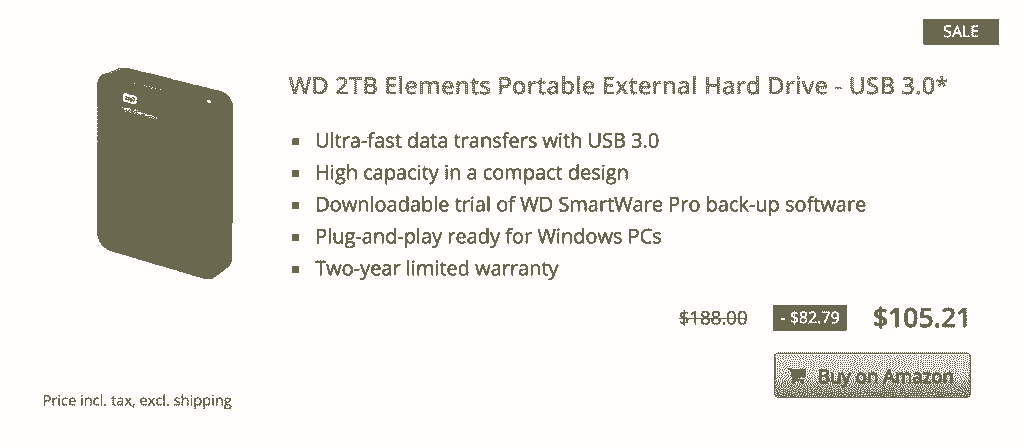 SALE
WD 2TB Elements Portable External Hard Drive - USB 3.0*
Ultra-fast data transfers with USB 3.0
High capacity in a compact design
Downloadable trial of WD SmartWare Pro back-up software
Plug-and-play ready for Windows PCs
Two-year limited warranty
$188.00 - $82.79 $105.21
Buy on Amazon
Price incl. tax, excl. shipping